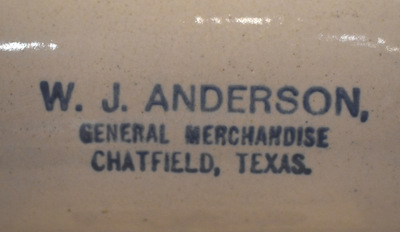 W. J. ANDERSON,
GENERAL MERCHANDISE
CHATFIELD, TEXAS.